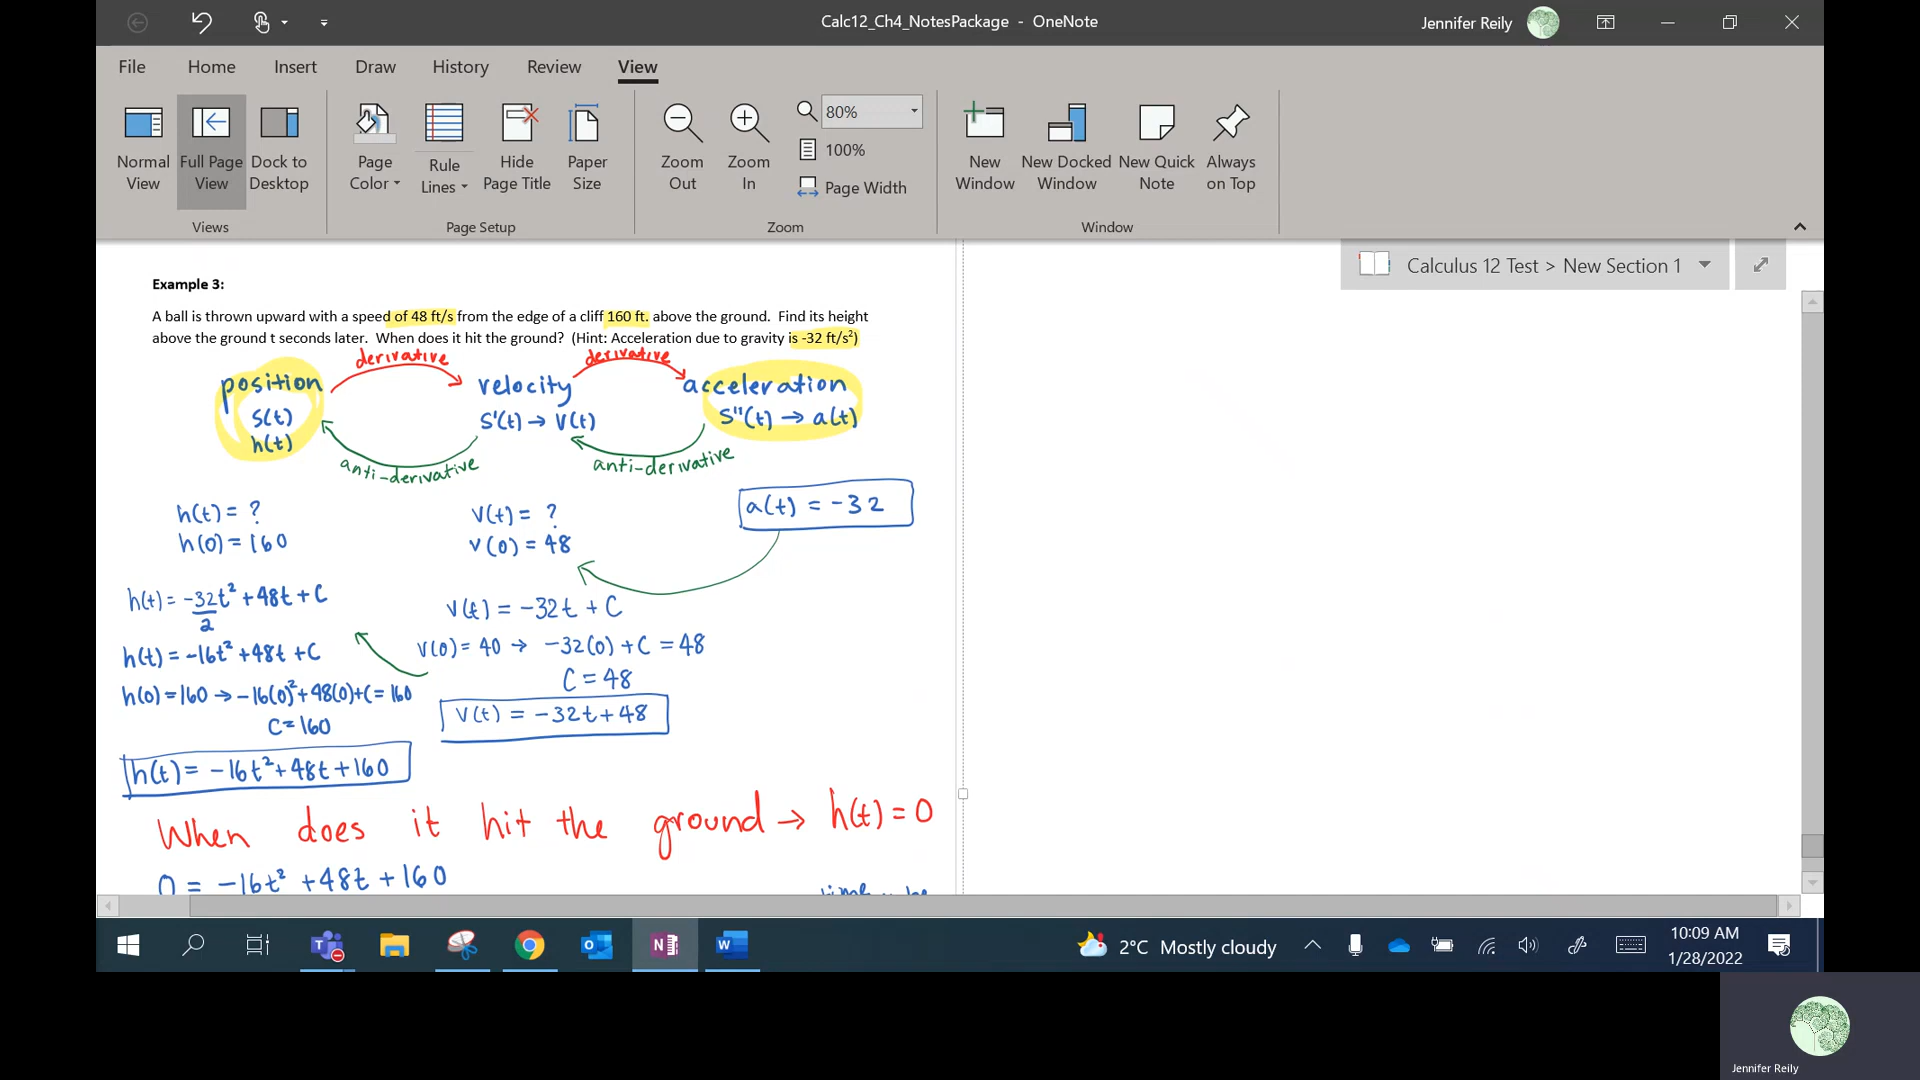 Calc12_Ch4_NotesPackage - OneNote
Jennifer Reily
File Home Insert Draw History Review View
Normal View
Full Page View
Dock to Desktop
Views
Page Color
Rule Lines
Hide Page Title
Paper Size
Page Setup
Zoom Out
Zoom In
80%
100%
Page Width
Zoom
New Window
New Docked Window
New Quick Note
Always on Top
Window
Calculus 12 Test > New Section 1
Example 3:
A ball is thrown upward with a speed of 48 ft/s from the edge of a cliff 160 ft. above the ground. Find its height
above the ground t seconds later. When does it hit the ground? (Hint: Acceleration due to gravity is -32 ft/s²)
derivative derivative
position velocity acceleration
s(t) s'(t) → v(t) s''(t) → a(t)
h(t)
anti-derivative anti-derivative
a(t) = -32
h(t) = ?
h(0) = 160
v(t) = ?
v(0) = 48
h(t) = -32/2 t² + 48t + C
h(t) = -16t² + 48t + C
h(0) = 160 → -16(0)² + 48(0) + C = 160
C = 160
h(t) = -16t² + 48t + 160
v(t) = -32t + C
v(0) = 40 → -32(0) + C = 48
C = 48
v(t) = -32t + 48
When does it hit the ground → h(t) = 0
0 = -16t² + 48t + 160
2°C Mostly cloudy
10:09 AM
1/28/2022
Jennifer Reily